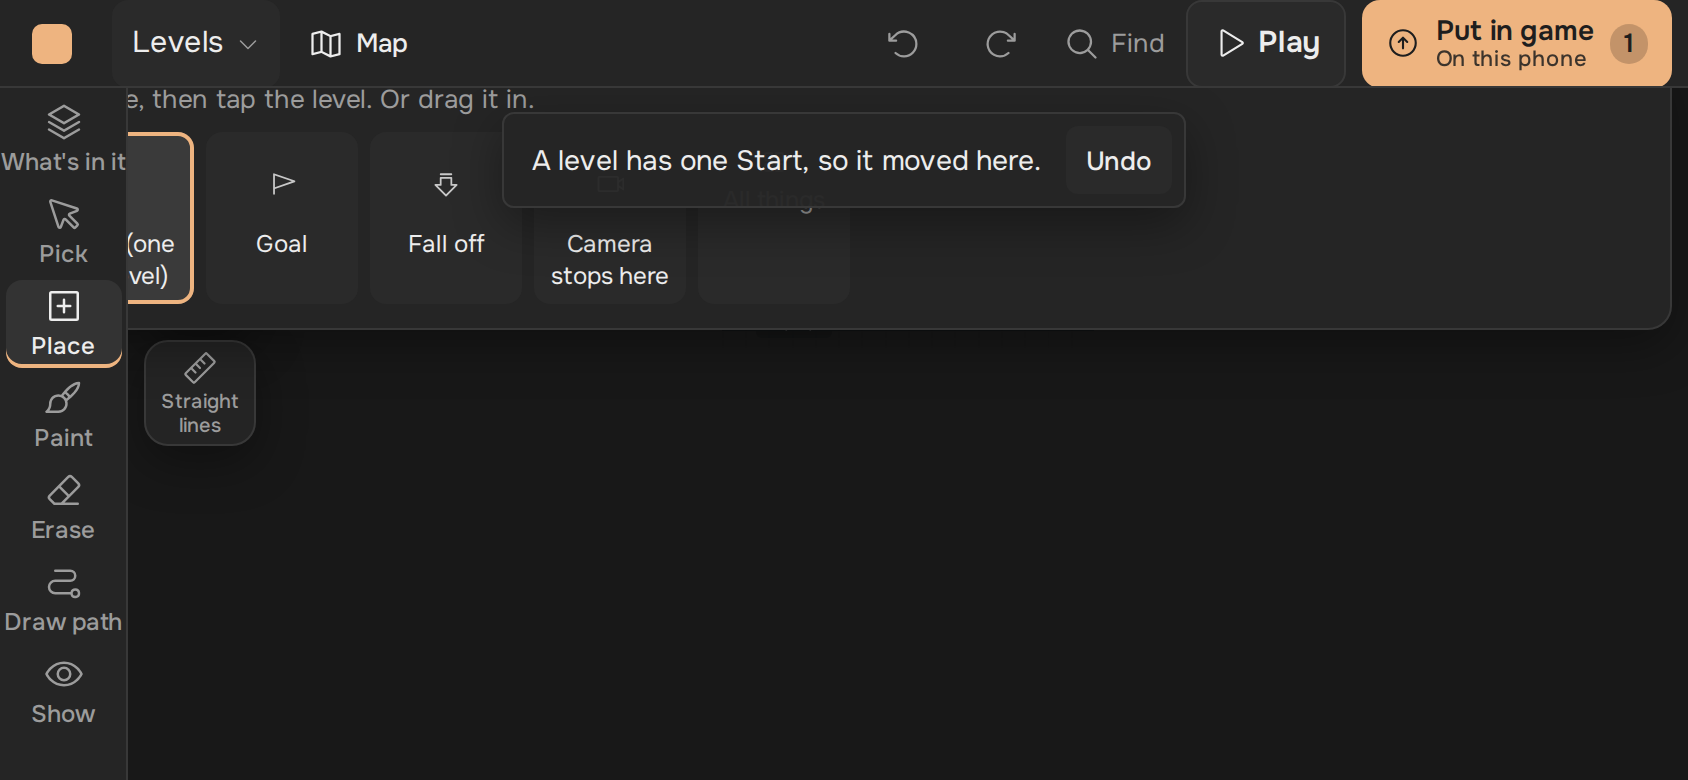 Levels
Map
Find
Play
Put in game
On this phone
1
e, then tap the level. Or drag it in.
A level has one Start, so it moved here.
Undo
All things
(one
vel)
Goal
Fall off
Camera
stops here
What's in it
Pick
Place
Paint
Erase
Draw path
Show
Straight
lines